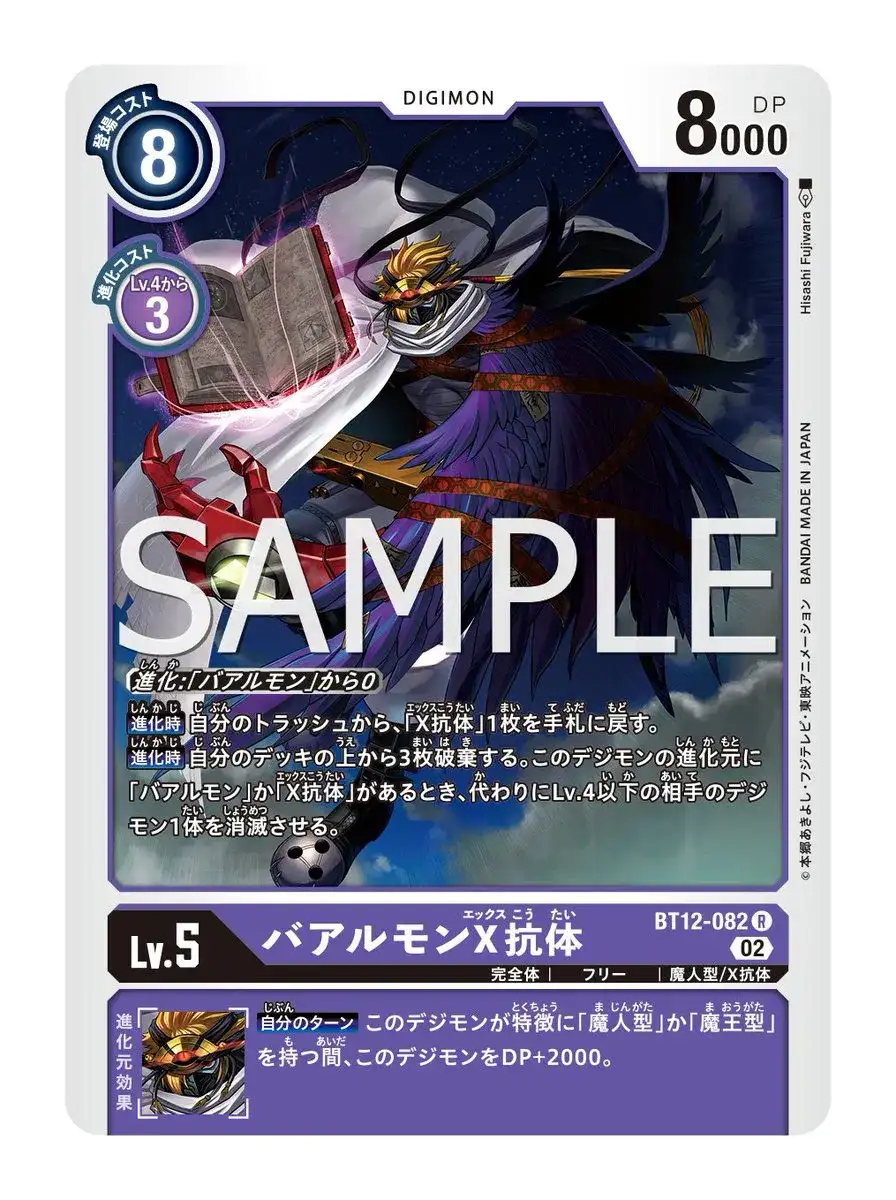 DIGIMON
登場コスト
8
DP
8000
進化コスト
Lv.4から
3
Hisashi Fujiwara
SAMPLE
進化:「バアルモン」から0
進化時 自分のトラッシュから、「X抗体」1枚を手札に戻す。
進化時 自分のデッキの上から3枚破棄する。このデジモンの進化元に
「バアルモン」か「X抗体」があるとき、代わりにLv.4以下の相手のデジ
モン1体を消滅させる。
©本郷あきよし・フジテレビ・東映アニメーション BANDAI MADE IN JAPAN
Lv.5
バアルモンX抗体
BT12-082 R
02
完全体 | フリー | 魔人型/X抗体
進化元効果
自分のターン このデジモンが特徴に「魔人型」か「魔王型」
を持つ間、このデジモンをDP+2000。